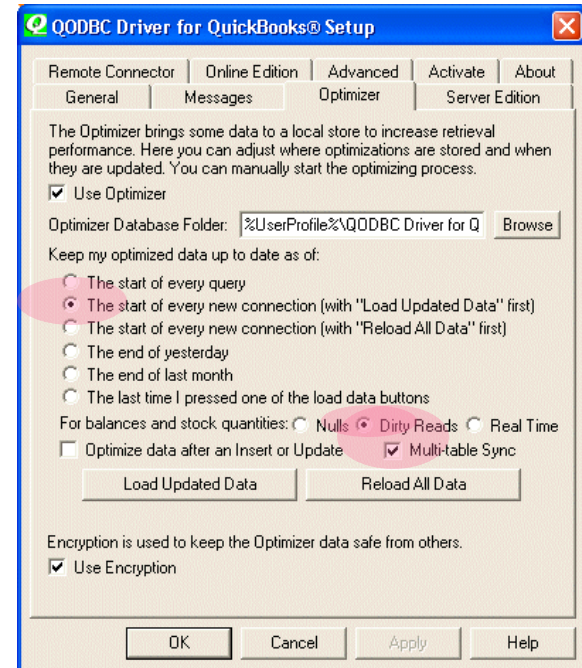 QODBC Driver for QuickBooks® Setup
Remote Connector Online Edition Advanced Activate About
General Messages Optimizer Server Edition
The Optimizer brings some data to a local store to increase retrieval
performance. Here you can adjust where optimizations are stored and when
they are updated. You can manually start the optimizing process.
Use Optimizer
Optimizer Database Folder: %UserProfile%\QODBC Driver for Q Browse
Keep my optimized data up to date as of:
The start of every query
The start of every new connection (with "Load Updated Data" first)
The start of every new connection (with "Reload All Data" first)
The end of yesterday
The end of last month
The last time I pressed one of the load data buttons
For balances and stock quantities: Nulls Dirty Reads Real Time
Optimize data after an Insert or Update Multi-table Sync
Load Updated Data Reload All Data
Encryption is used to keep the Optimizer data safe from others.
Use Encryption
OK Cancel Apply Help